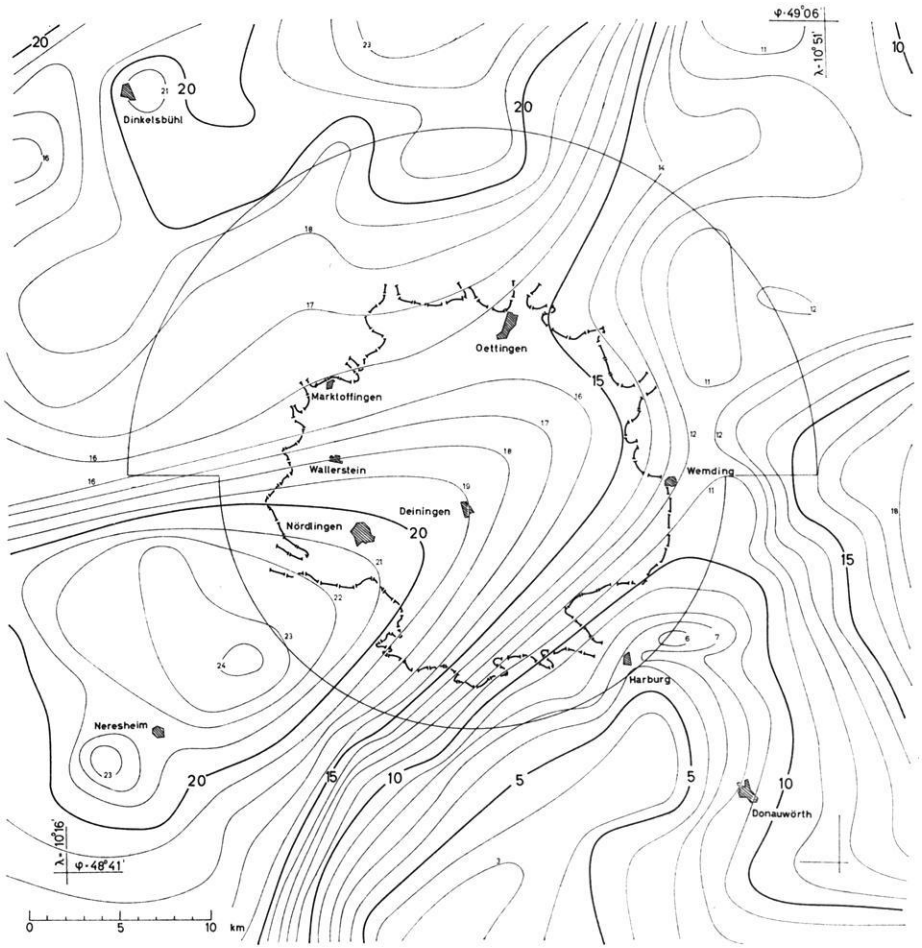 φ-49°06'
λ-10°51'
20
23
11
10
21
20
Dinkelsbühl
20
16
14
18
17
12
Oettingen
11
15
Marktoffingen
16
17
16
12
12
Wallerstein
18
16
Wemding
19
18
Deiningen
11
20
Nördlingen
15
21
22
23
6
7
24
Harburg
Neresheim
23
20
15
10
5
5
10
Donauwörth
λ-10°16'
φ-48°41'
0 5 10 km